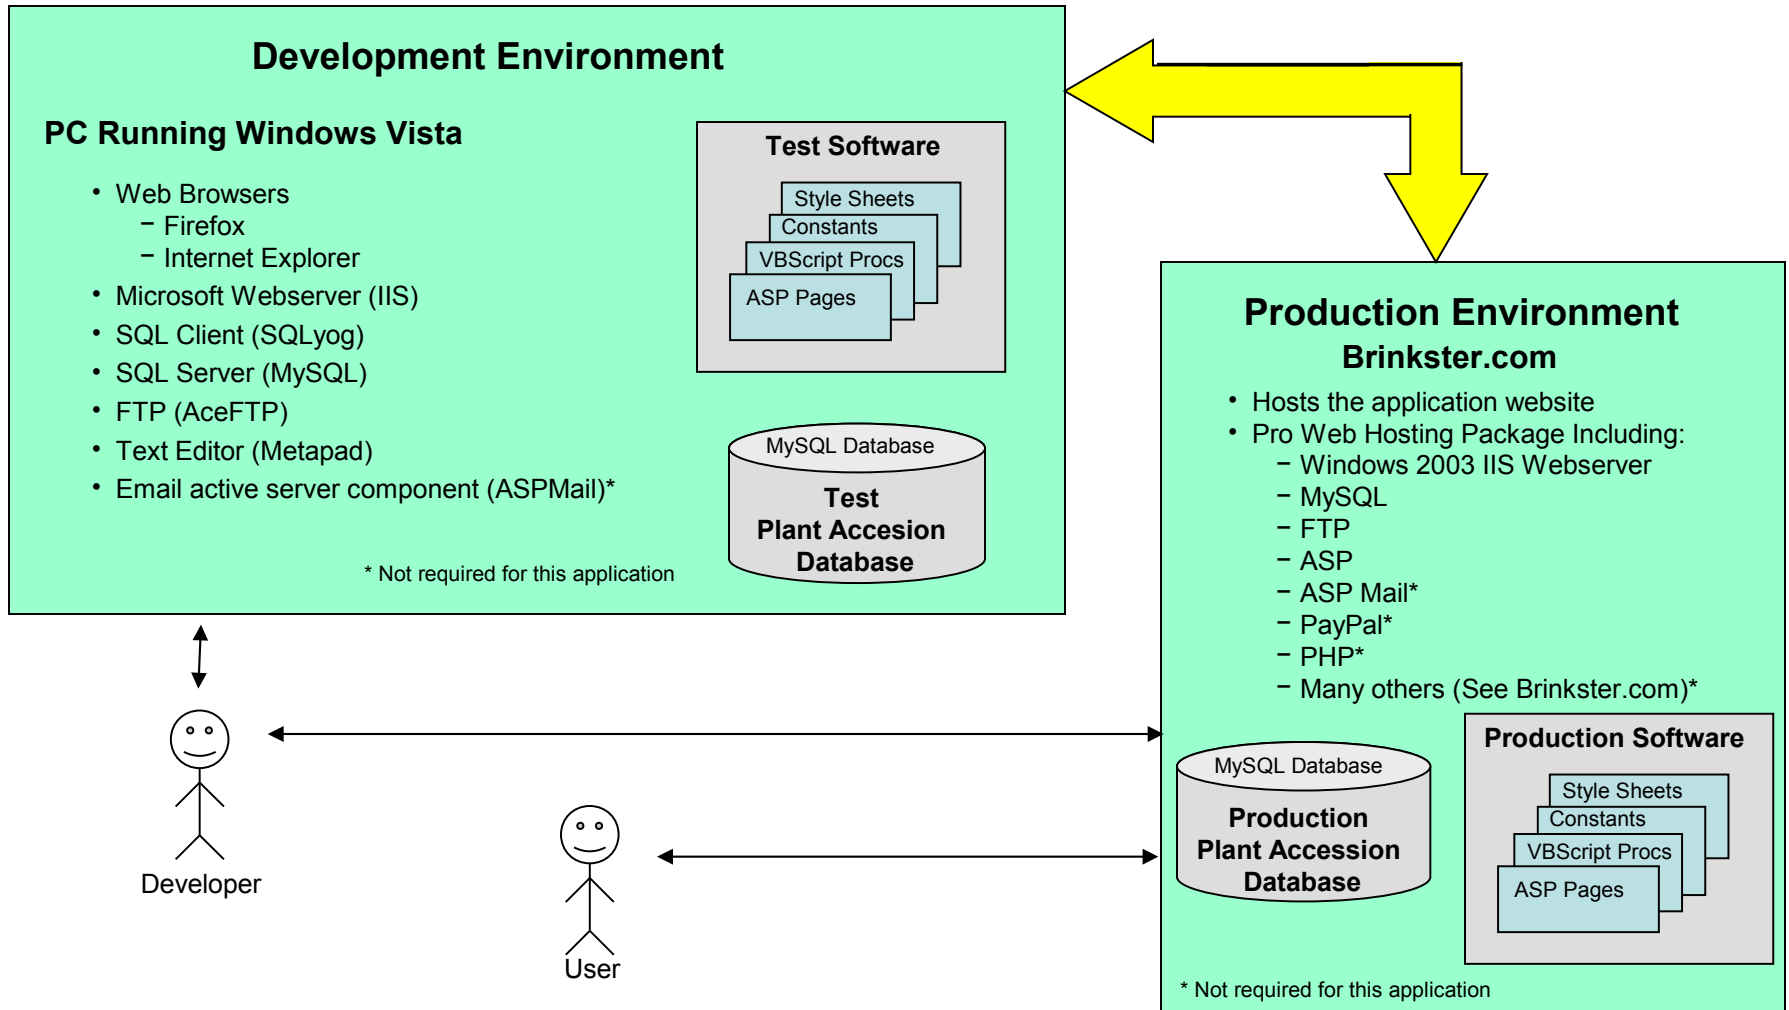 Development Environment
PC Running Windows Vista
• Web Browsers
– Firefox
– Internet Explorer
• Microsoft Webserver (IIS)
• SQL Client (SQLyog)
• SQL Server (MySQL)
• FTP (AceFTP)
• Text Editor (Metapad)
• Email active server component (ASPMail)*
* Not required for this application
Test Software
Style Sheets
Constants
VBScript Procs
ASP Pages
MySQL Database
Test
Plant Accesion
Database
Production Environment
Brinkster.com
• Hosts the application website
• Pro Web Hosting Package Including:
– Windows 2003 IIS Webserver
– MySQL
– FTP
– ASP
– ASP Mail*
– PayPal*
– PHP*
– Many others (See Brinkster.com)*
MySQL Database
Production
Plant Accession
Database
Production Software
Style Sheets
Constants
VBScript Procs
ASP Pages
* Not required for this application
Developer
User